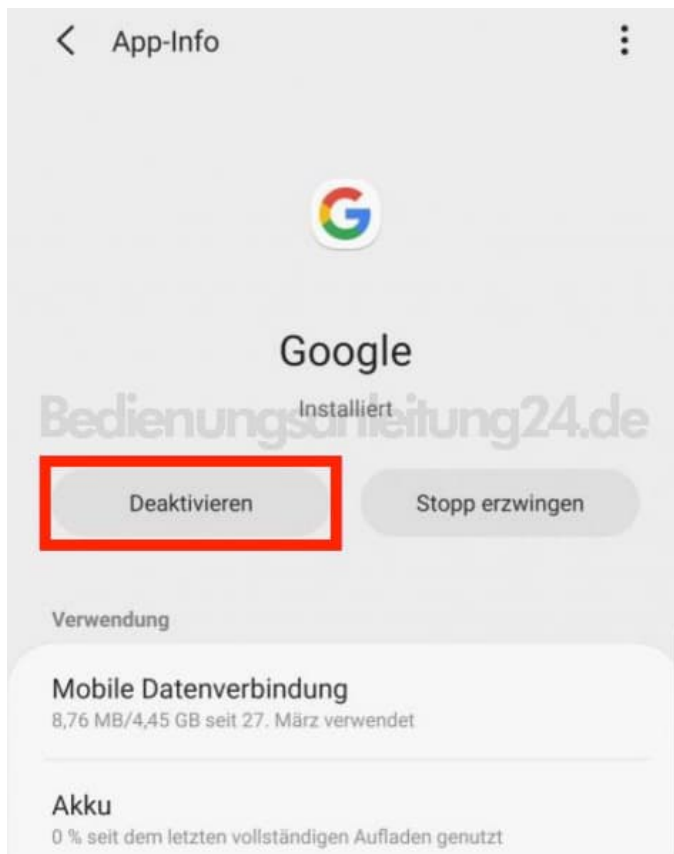 App-Info
Google
Installiert
Bedienungsanleitung24.de
Deaktivieren
Stopp erzwingen
Verwendung
Mobile Datenverbindung
8,76 MB/4,45 GB seit 27. März verwendet
Akku
0 % seit dem letzten vollständigen Aufladen genutzt